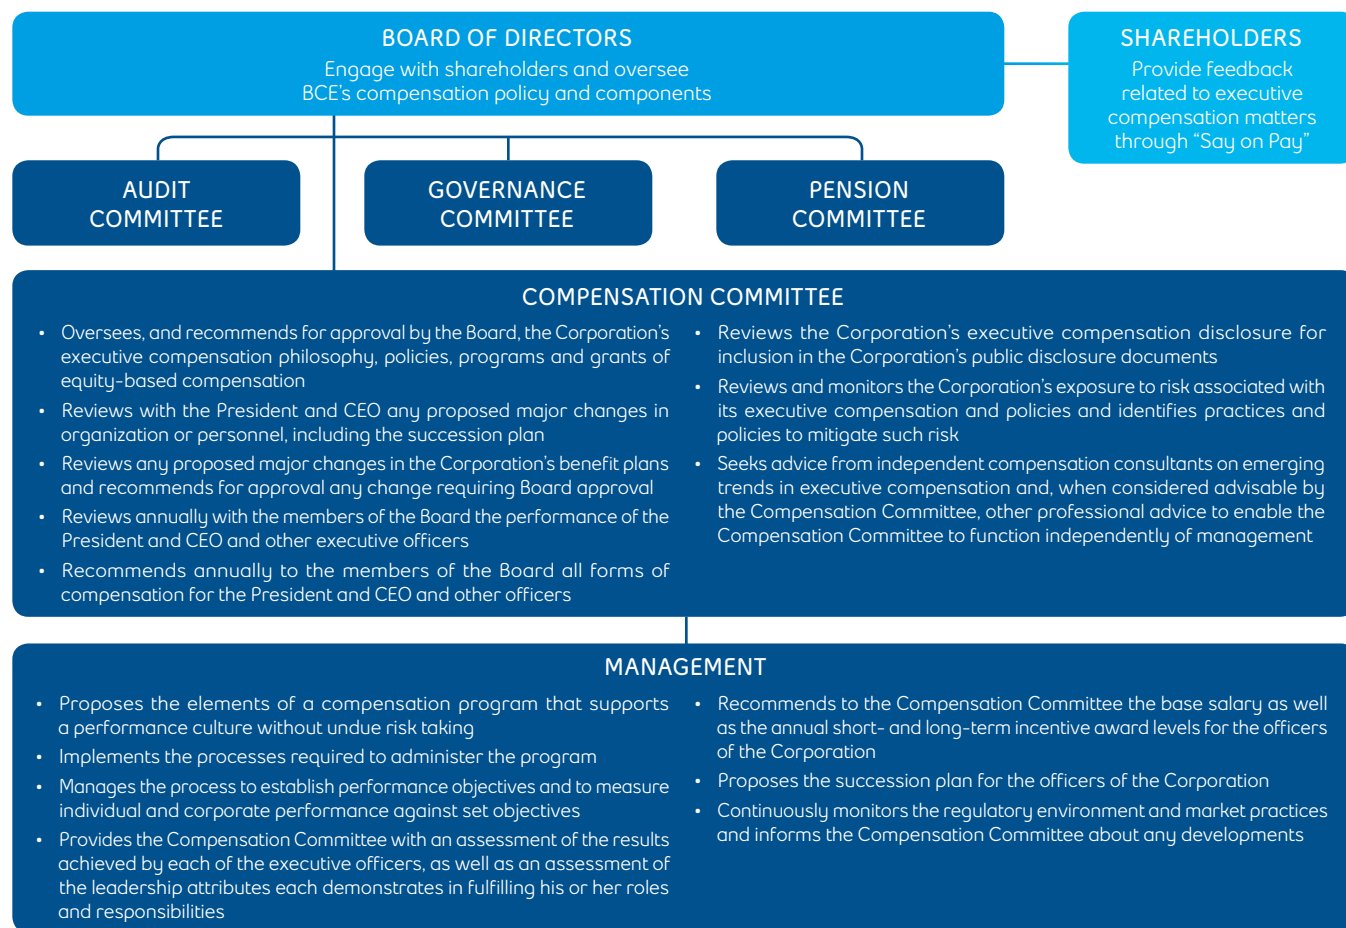 BOARD OF DIRECTORS
Engage with shareholders and oversee
BCE's compensation policy and components
SHAREHOLDERS
Provide feedback
related to executive
compensation matters
through “Say on Pay”
AUDIT
COMMITTEE
GOVERNANCE
COMMITTEE
PENSION
COMMITTEE
COMPENSATION COMMITTEE
• Oversees, and recommends for approval by the Board, the Corporation's
executive compensation philosophy, policies, programs and grants of
equity-based compensation
• Reviews with the President and CEO any proposed major changes in
organization or personnel, including the succession plan
• Reviews any proposed major changes in the Corporation's benefit plans
and recommends for approval any change requiring Board approval
• Reviews annually with the members of the Board the performance of the
President and CEO and other executive officers
• Recommends annually to the members of the Board all forms of
compensation for the President and CEO and other officers
• Reviews the Corporation's executive compensation disclosure for
inclusion in the Corporation's public disclosure documents
• Reviews and monitors the Corporation's exposure to risk associated with
its executive compensation and policies and identifies practices and
policies to mitigate such risk
• Seeks advice from independent compensation consultants on emerging
trends in executive compensation and, when considered advisable by
the Compensation Committee, other professional advice to enable the
Compensation Committee to function independently of management
MANAGEMENT
• Proposes the elements of a compensation program that supports
a performance culture without undue risk taking
• Implements the processes required to administer the program
• Manages the process to establish performance objectives and to measure
individual and corporate performance against set objectives
• Provides the Compensation Committee with an assessment of the results
achieved by each of the executive officers, as well as an assessment of
the leadership attributes each demonstrates in fulfilling his or her roles
and responsibilities
• Recommends to the Compensation Committee the base salary as well
as the annual short- and long-term incentive award levels for the officers
of the Corporation
• Proposes the succession plan for the officers of the Corporation
• Continuously monitors the regulatory environment and market practices
and informs the Compensation Committee about any developments